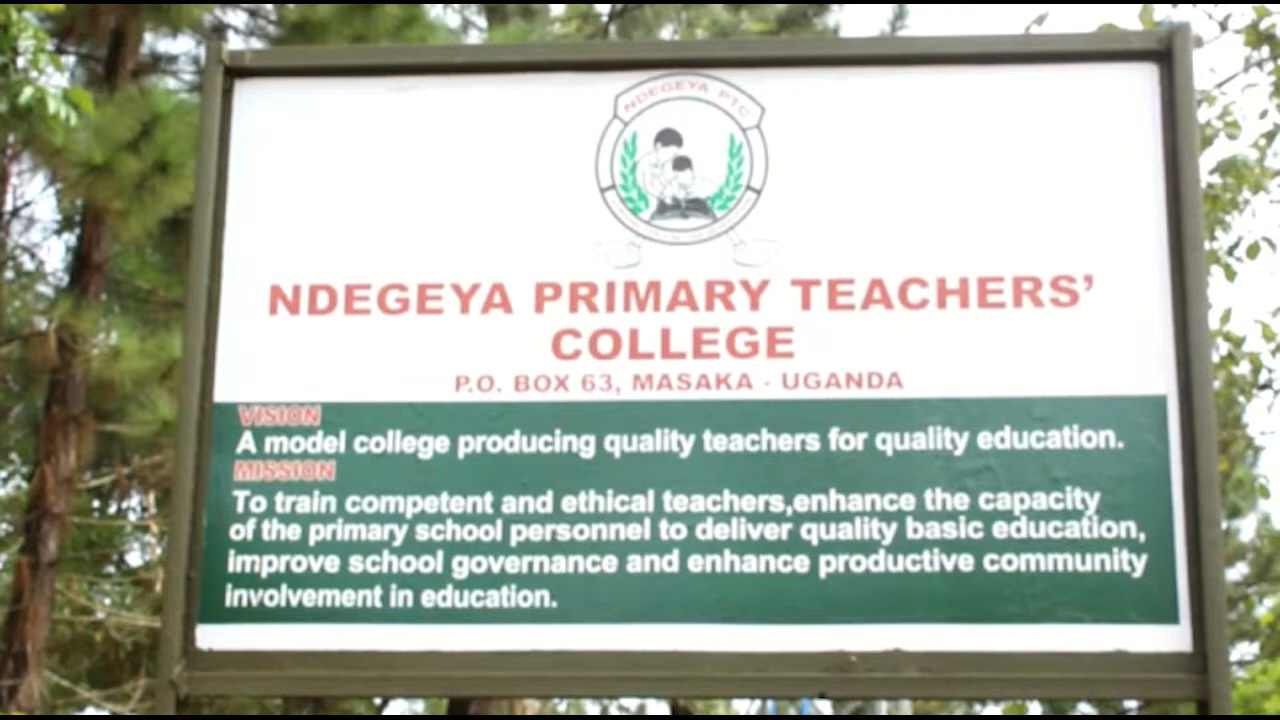 NDEGEYA PTC
NDEGEYA PRIMARY TEACHERS'
COLLEGE
P.O. BOX 63, MASAKA - UGANDA
VISION
A model college producing quality teachers for quality education.
MISSION
To train competent and ethical teachers,enhance the capacity
of the primary school personnel to deliver quality basic education,
improve school governance and enhance productive community
involvement in education.